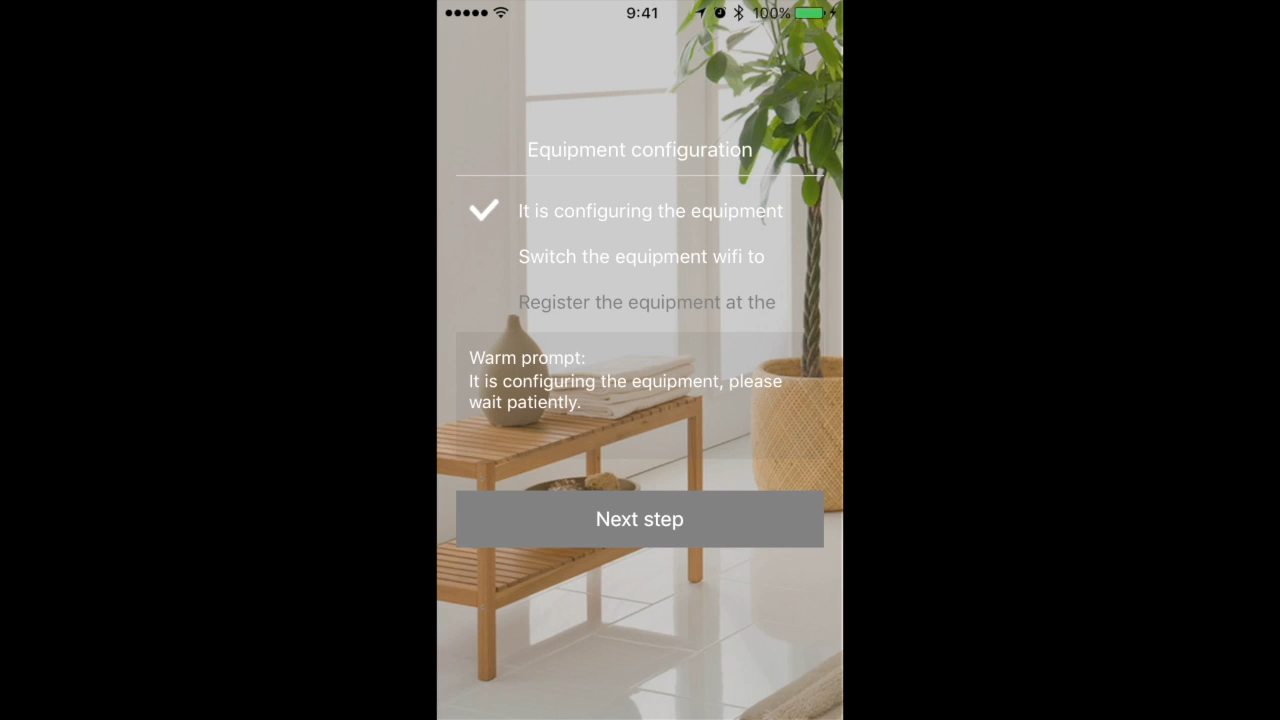 9:41
100%
Equipment configuration
It is configuring the equipment
Switch the equipment wifi to
Register the equipment at the
Warm prompt:
It is configuring the equipment, please
wait patiently.
Next step